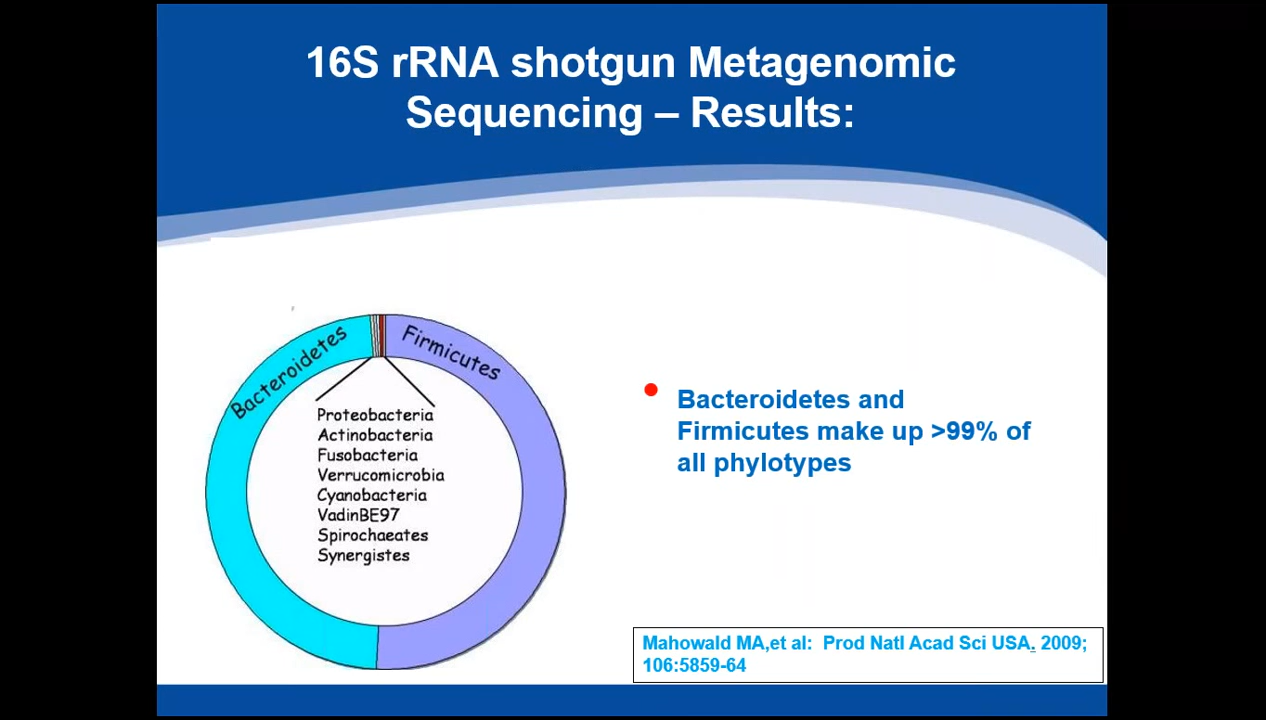 16S rRNA shotgun Metagenomic
Sequencing – Results:
Bacteroidetes
Firmicutes
Proteobacteria
Actinobacteria
Fusobacteria
Verrucomicrobia
Cyanobacteria
VadinBE97
Spirochaeates
Synergistes
Bacteroidetes and
Firmicutes make up >99% of
all phylotypes
Mahowald MA,et al: Prod Natl Acad Sci USA. 2009;
106:5859-64